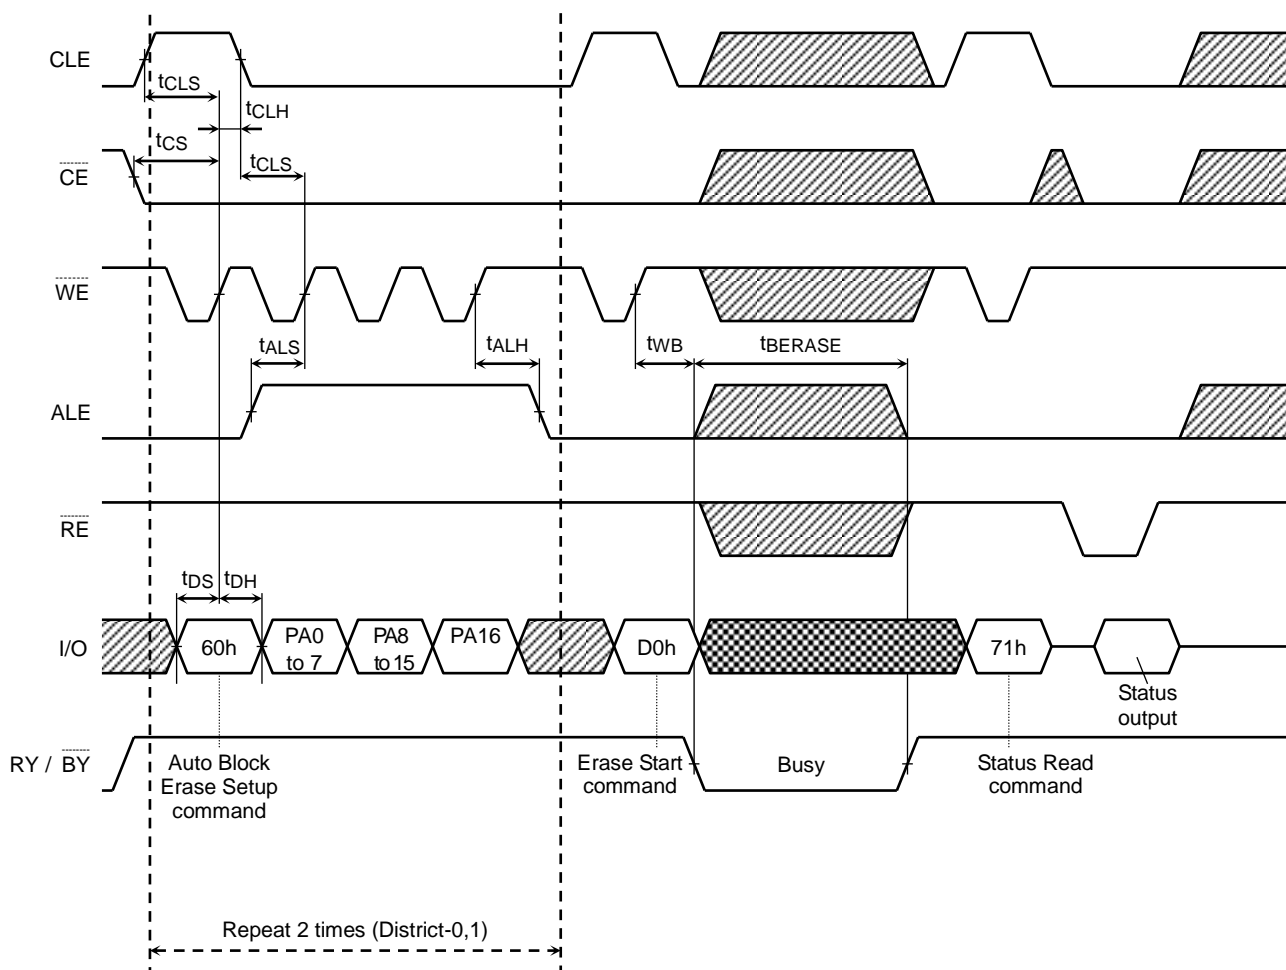 CLE
tCLS
tCLH
tCS
tCLS
CE
WE
tALS
tALH
tWB
tBERASE
ALE
RE
tDS
tDH
I/O
60h
PA0
to 7
PA8
to 15
PA16
D0h
71h
Status
output
RY / BY
Auto Block
Erase Setup
command
Erase Start
command
Busy
Status Read
command
Repeat 2 times (District-0,1)